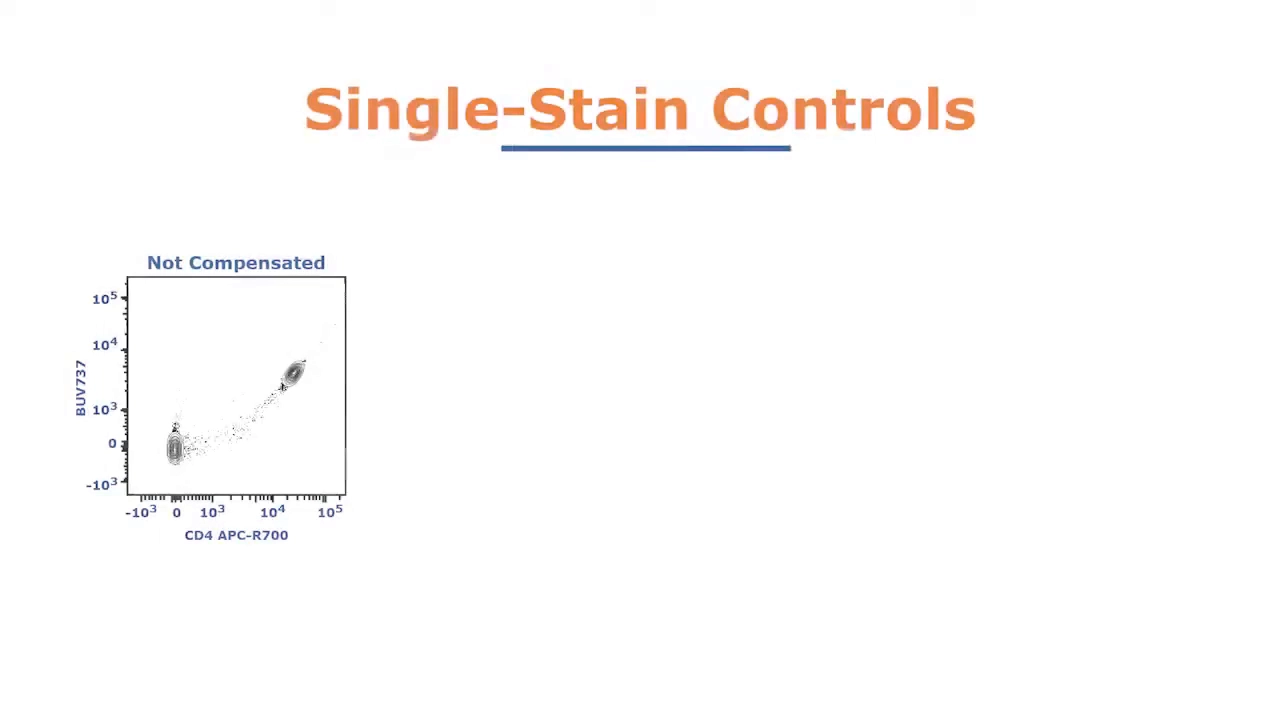 Single-Stain Controls
Not Compensated
10⁵
10⁴
10³
0
-10³
BUV737
-10³ 0 10³ 10⁴ 10⁵
CD4 APC-R700